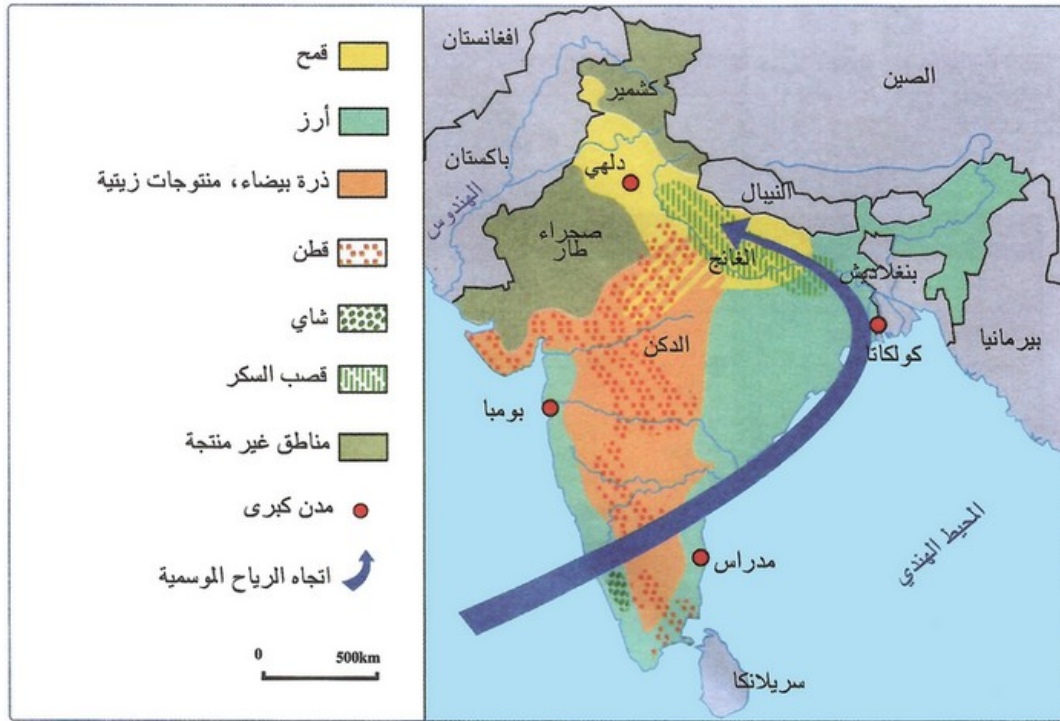 قمح
أرز
ذرة بيضاء، منتوجات زيتية
قطن
شاي
قصب السكر
مناطق غير منتجة
مدن كبرى
اتجاه الرياح الموسمية
0 500km
افغانستان
الصين
كشمير
باكستان
دلهي
النيبال
الهندوس
صحراء
طار
الغانج
بنغلاديش
بيرمانيا
كولكاتا
الدكن
بومبا
المحيط الهندي
مدراس
سريلانكا